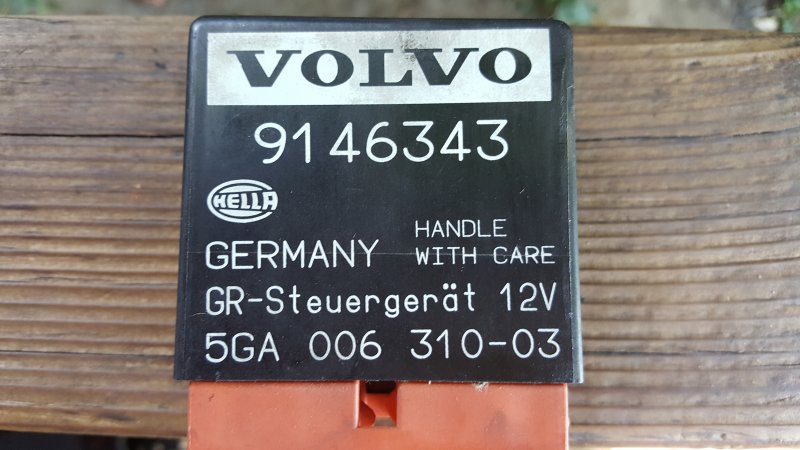 VOLVO
9146343
HELLA
HANDLE
GERMANY WITH CARE
GR-Steuergerät 12V
5GA 006 310-03